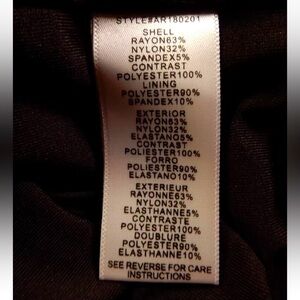 STYLE#AR180201
SHELL
RAYON63%
NYLON32%
SPANDEX5%
CONTRAST
POLYESTER100%
LINING
POLYESTER90%
SPANDEX10%
EXTERIOR
RAYON63%
NYLON32%
ELASTANO5%
CONTRAST
POLIESTER100%
FORRO
POLIESTER90%
ELASTANO10%
EXTERIEUR
RAYONNE63%
NYLON32%
ELASTHANNE5%
CONTRASTE
POLYESTER100%
DOUBLURE
POLYESTER90%
ELASTHANNE10%
SEE REVERSE FOR CARE
INSTRUCTIONS